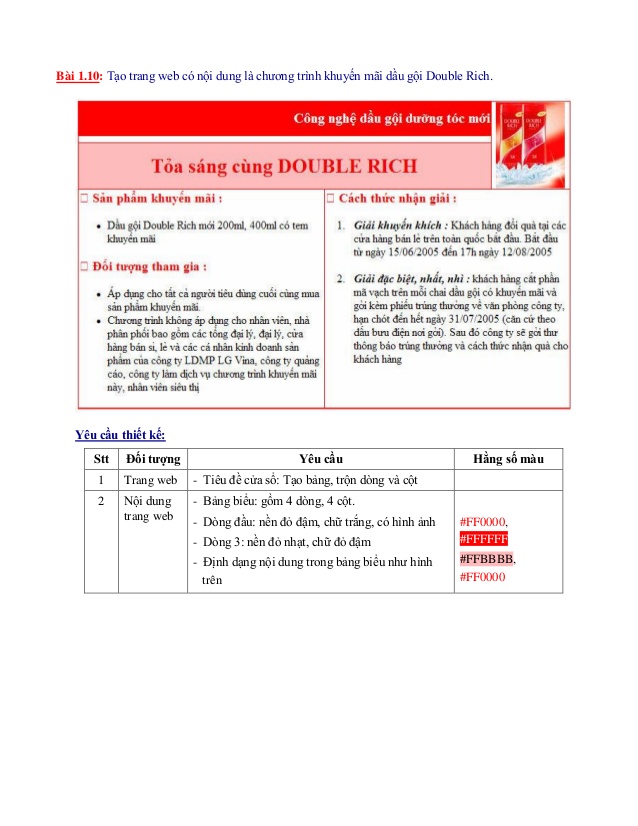 Bài 1.10: Tạo trang web có nội dung là chương trình khuyến mãi dầu gội Double Rich.
Công nghệ dầu gội dưỡng tóc mới
DOUBLE RICH
DOUBLE RICH
Tỏa sáng cùng DOUBLE RICH
Sản phẩm khuyến mãi :
• Dầu gội Double Rich mới 200ml, 400ml có tem
khuyến mãi
Đối tượng tham gia :
• Áp dụng cho tất cả người tiêu dùng cuối cùng mua
sản phẩm khuyến mãi.
• Chương trình không áp dụng cho nhân viên, nhà
phân phối bao gồm các tổng đại lý, đại lý, cửa
hàng bán sỉ, lẻ và các cá nhân kinh doanh sản
phẩm của công ty LDMP LG Vina, công ty quảng
cáo, công ty làm dịch vụ chương trình khuyến mãi
này, nhân viên siêu thị
Cách thức nhận giải :
1. Giải khuyến khích : Khách hàng đổi quà tại các
cửa hàng bán lẻ trên toàn quốc bắt đầu. Bắt đầu
từ ngày 15/06/2005 đến 17h ngày 12/08/2005
2. Giải đặc biệt, nhất, nhì : khách hàng cắt phần
mã vạch trên mỗi chai dầu gội có khuyến mãi và
gởi kèm phiếu trúng thưởng về văn phòng công ty,
hạn chót đến hết ngày 31/07/2005 (căn cứ theo
dấu bưu điện nơi gởi). Sau đó công ty sẽ gởi thư
thông báo trúng thưởng và cách thức nhận quà cho
khách hàng
Yêu cầu thiết kế:
Stt Đối tượng Yêu cầu Hằng số màu
1 Trang web - Tiêu đề cửa sổ: Tạo bảng, trộn dòng và cột
2 Nội dung
trang web
- Bảng biểu: gồm 4 dòng, 4 cột.
- Dòng đầu: nền đỏ đậm, chữ trắng, có hình ảnh
- Dòng 3: nền đỏ nhạt, chữ đỏ đậm
- Định dạng nội dung trong bảng biểu như hình
trên
#FF0000,
#FFFFFF
#FFBBBB,
#FF0000